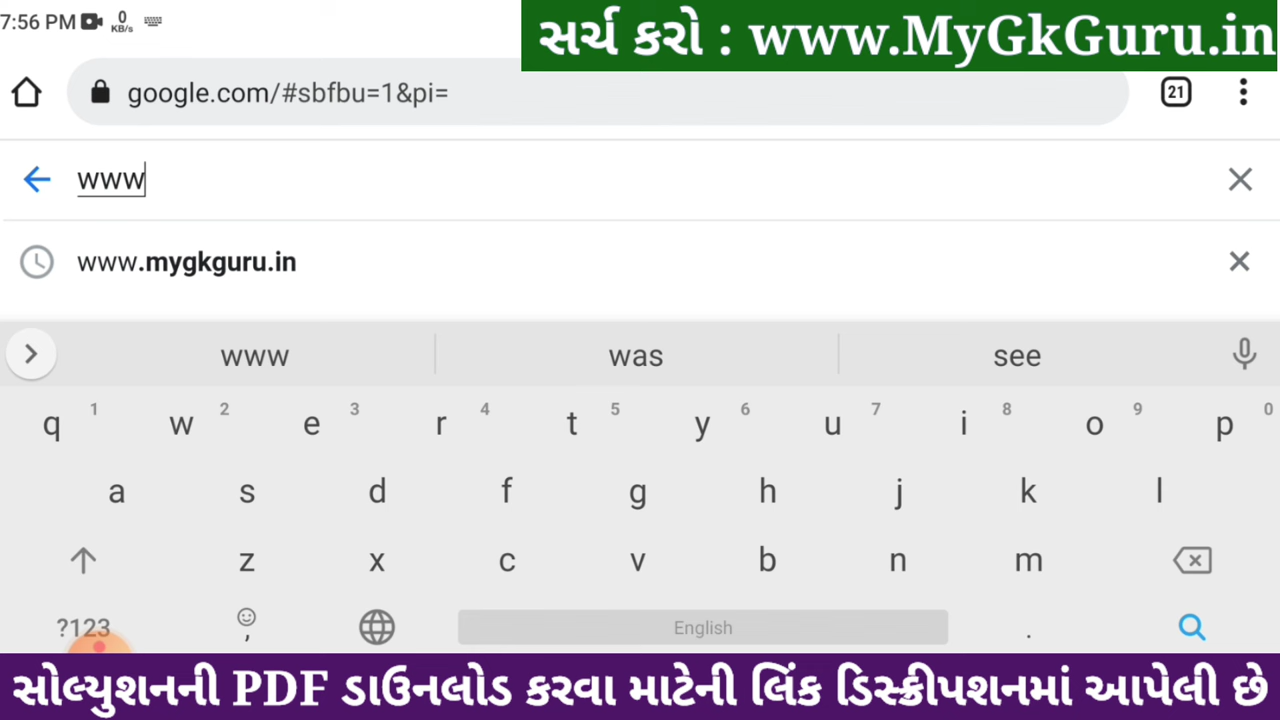 7:56 PM 0 KB/s
સર્ચ કરો : www.MyGkGuru.in
google.com/#sbfbu=1&pi=
21
www
www.mygkguru.in
www was see
q 1 w 2 e 3 r 4 t 5 y 6 u 7 i 8 o 9 p 0
a s d f g h j k l
z x c v b n m
?123 , English .
સોલ્યુશનની PDF ડાઉનલોડ કરવા માટેની લિંક ડિસ્ક્રીપશનમાં આપેલી છે